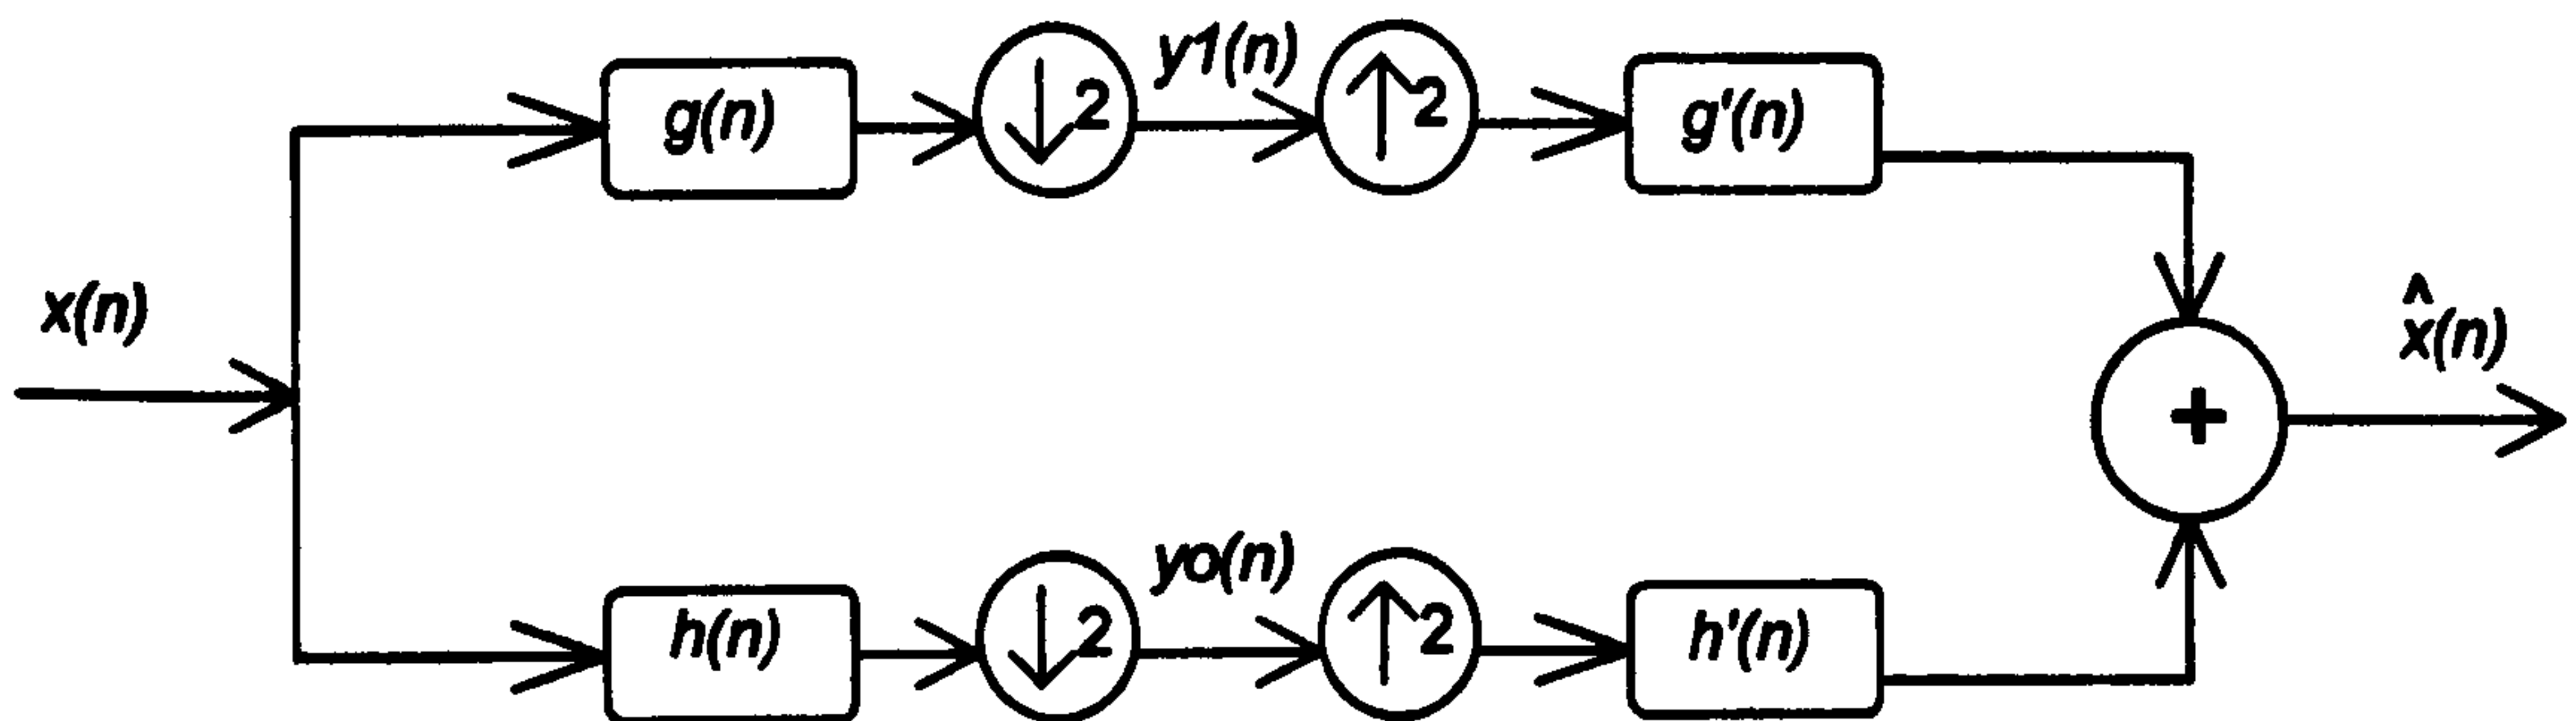 g(n)
↓2
y1(n)
↑2
g'(n)
x(n)
+
x̂(n)
h(n)
↓2
yo(n)
↑2
h'(n)